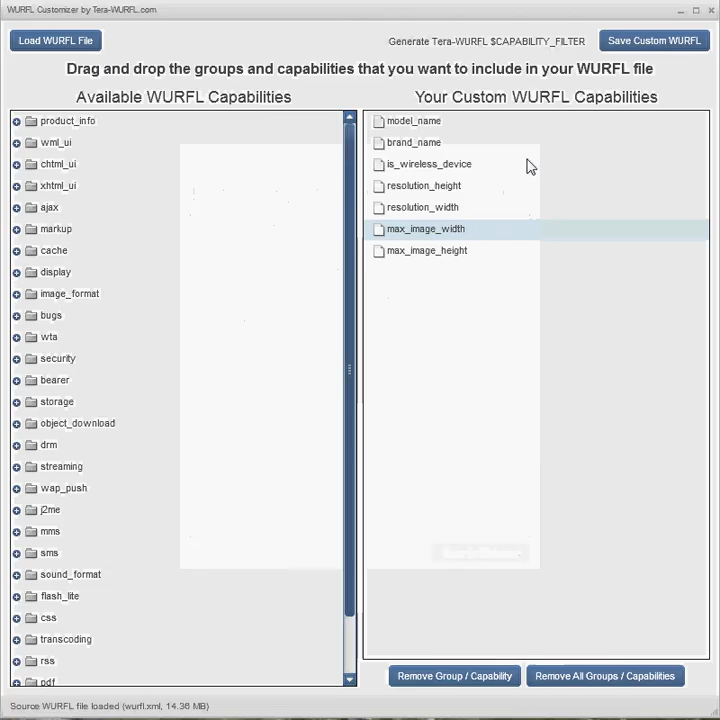 WURFL Customizer by Tera-WURFL.com
Load WURFL File
Generate Tera-WURFL $CAPABILITY_FILTER
Save Custom WURFL
Drag and drop the groups and capabilities that you want to include in your WURFL file
Available WURFL Capabilities
Your Custom WURFL Capabilities
product_info
wml_ui
chtml_ui
xhtml_ui
ajax
markup
cache
display
image_format
bugs
wta
security
bearer
storage
object_download
drm
streaming
wap_push
j2me
mms
sms
sound_format
flash_lite
css
transcoding
rss
pdf
model_name
brand_name
is_wireless_device
resolution_height
resolution_width
max_image_width
max_image_height
Remove Group / Capability
Remove All Groups / Capabilities
Source WURFL file loaded (wurfl.xml, 14.36 MB)